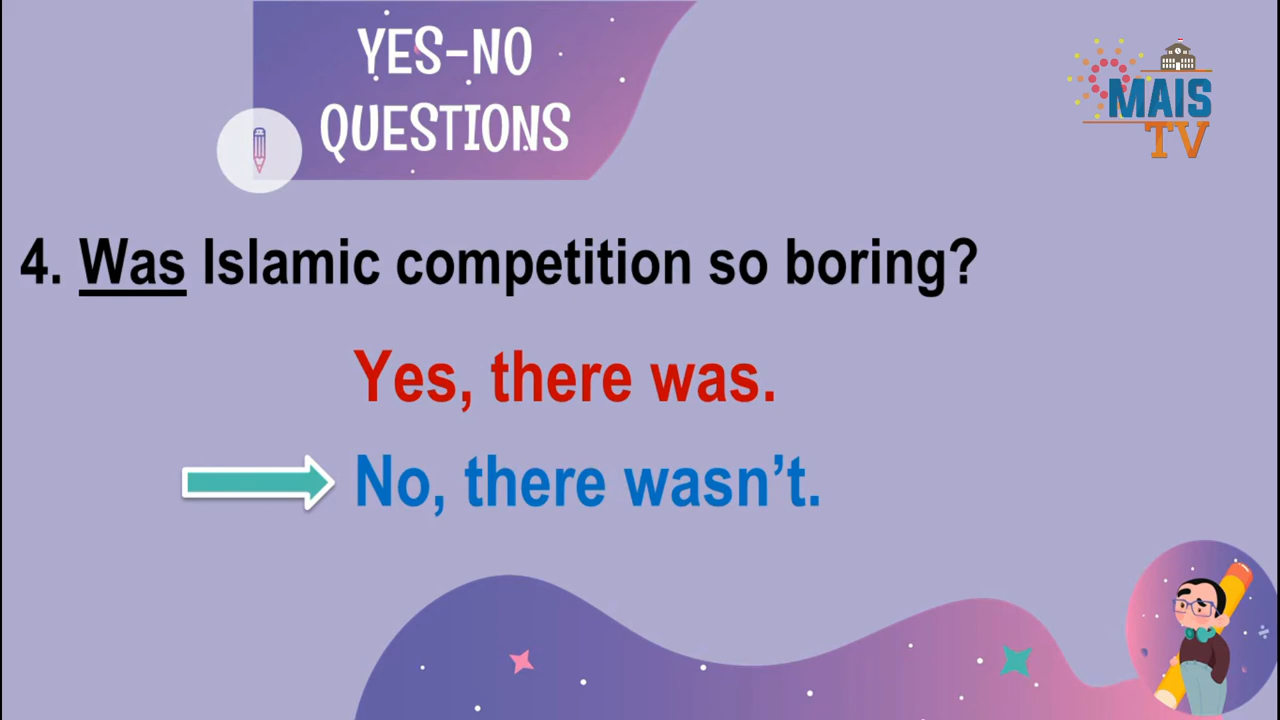 YES-NO
QUESTIONS
MAIS
TV
4. Was Islamic competition so boring?
Yes, there was.
No, there wasn’t.